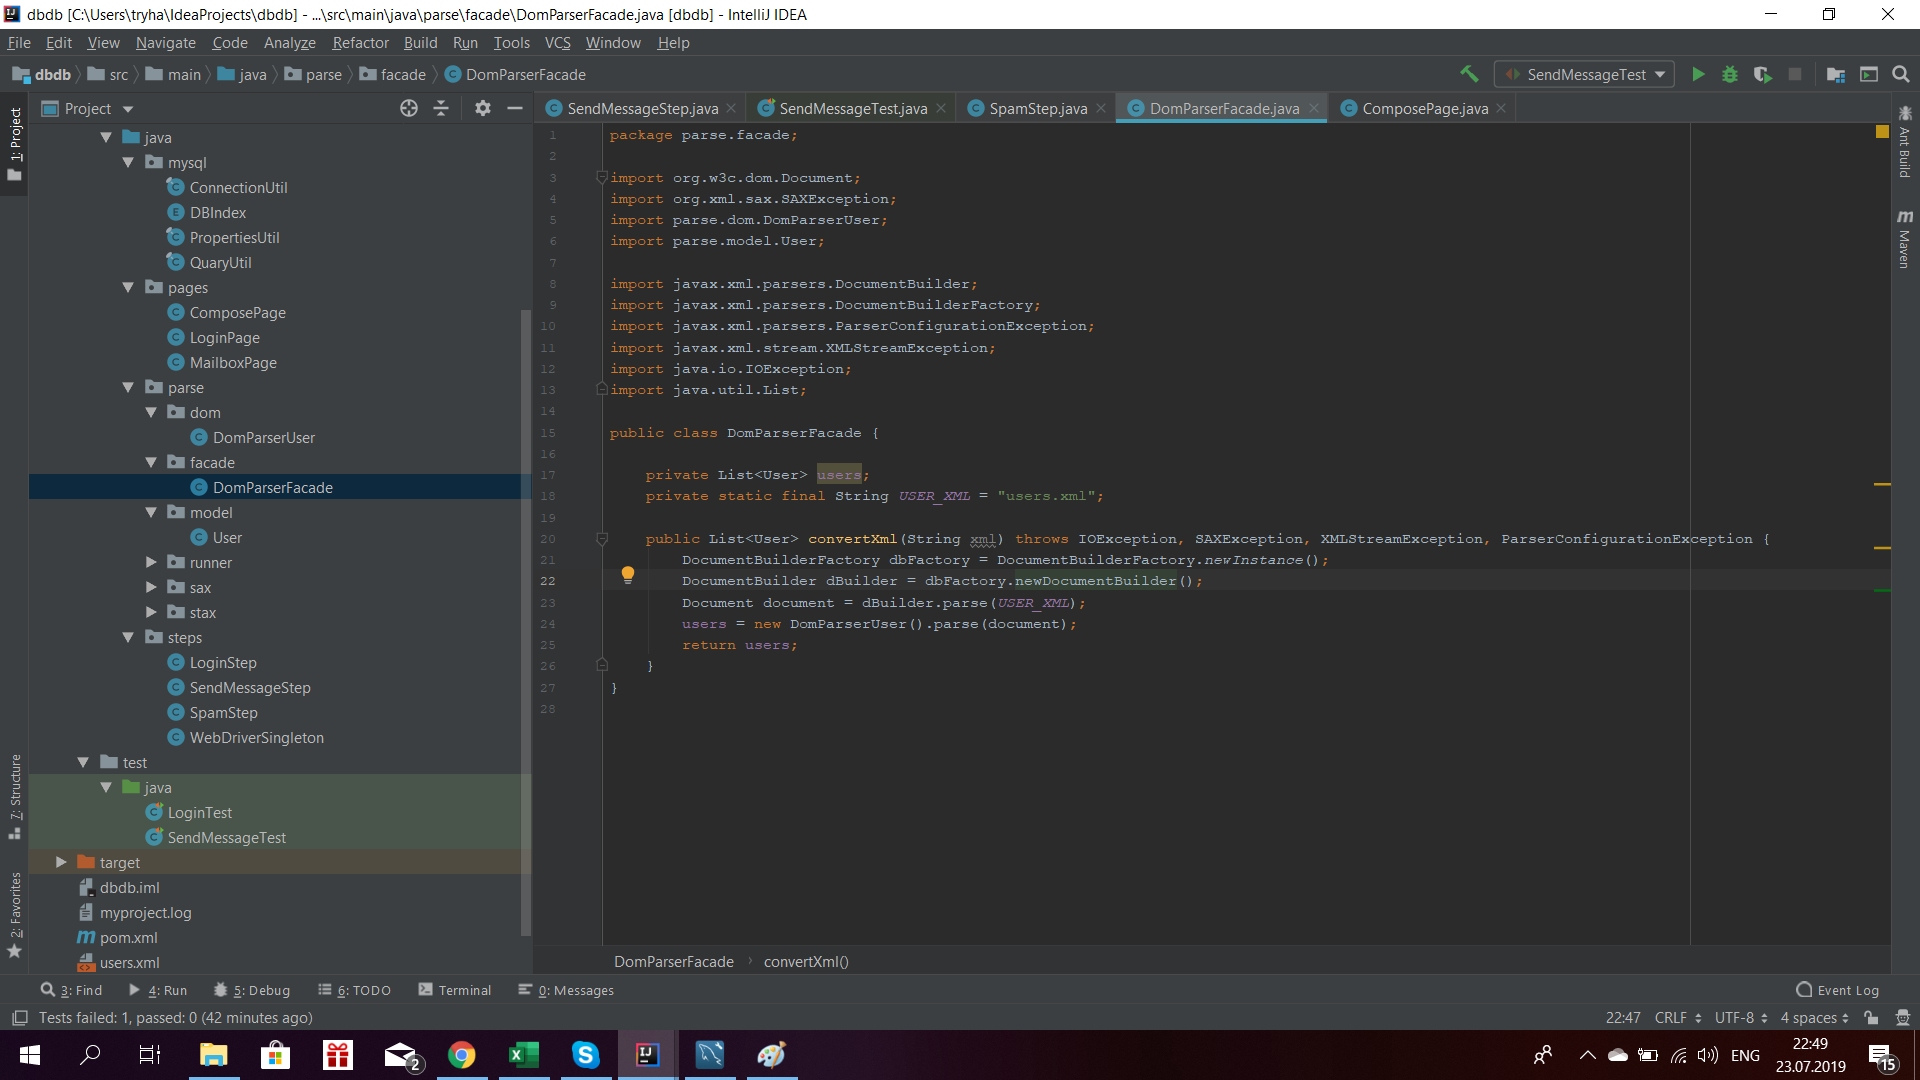 dbdb [C:\Users\tryha\IdeaProjects\dbdb] - ...\src\main\java\parse\facade\DomParserFacade.java [dbdb] - IntelliJ IDEA
File Edit View Navigate Code Analyze Refactor Build Run Tools VCS Window Help
dbdb src main java parse facade DomParserFacade
SendMessageTest
Project
SendMessageStep.java SendMessageTest.java SpamStep.java DomParserFacade.java ComposePage.java
1: Project
7: Structure
2: Favorites
java
mysql
ConnectionUtil
DBIndex
PropertiesUtil
QuaryUtil
pages
ComposePage
LoginPage
MailboxPage
parse
dom
DomParserUser
facade
DomParserFacade
model
User
runner
sax
stax
steps
LoginStep
SendMessageStep
SpamStep
WebDriverSingleton
test
java
LoginTest
SendMessageTest
target
dbdb.iml
myproject.log
pom.xml
users.xml
1 package parse.facade;
2
3 import org.w3c.dom.Document;
4 import org.xml.sax.SAXException;
5 import parse.dom.DomParserUser;
6 import parse.model.User;
7
8 import javax.xml.parsers.DocumentBuilder;
9 import javax.xml.parsers.DocumentBuilderFactory;
10 import javax.xml.parsers.ParserConfigurationException;
11 import javax.xml.stream.XMLStreamException;
12 import java.io.IOException;
13 import java.util.List;
14
15 public class DomParserFacade {
16
17 private List<User> users;
18 private static final String USER_XML = "users.xml";
19
20 public List<User> convertXml(String xml) throws IOException, SAXException, XMLStreamException, ParserConfigurationException {
21 DocumentBuilderFactory dbFactory = DocumentBuilderFactory.newInstance();
22 DocumentBuilder dBuilder = dbFactory.newDocumentBuilder();
23 Document document = dBuilder.parse(USER_XML);
24 users = new DomParserUser().parse(document);
25 return users;
26 }
27 }
28
Ant Build
Maven
DomParserFacade convertXml()
3: Find 4: Run 5: Debug 6: TODO Terminal 0: Messages Event Log
Tests failed: 1, passed: 0 (42 minutes ago) 22:47 CRLF UTF-8 4 spaces
2 ENG 22:49 15
23.07.2019